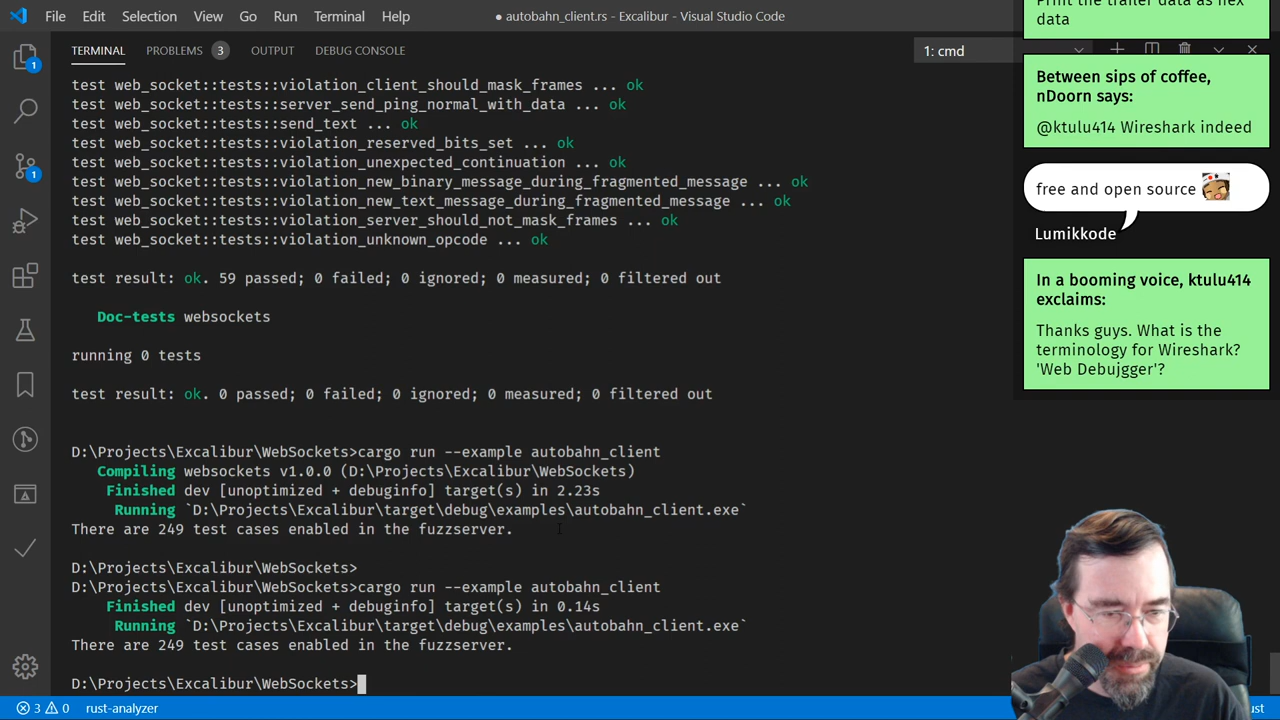 File Edit Selection View Go Run Terminal Help
● autobahn_client.rs - Excalibur - Visual Studio Code
TERMINAL PROBLEMS 3 OUTPUT DEBUG CONSOLE
1: cmd
test web_socket::tests::violation_client_should_mask_frames ... ok
test web_socket::tests::server_send_ping_normal_with_data ... ok
test web_socket::tests::send_text ... ok
test web_socket::tests::violation_reserved_bits_set ... ok
test web_socket::tests::violation_unexpected_continuation ... ok
test web_socket::tests::violation_new_binary_message_during_fragmented_message ... ok
test web_socket::tests::violation_new_text_message_during_fragmented_message ... ok
test web_socket::tests::violation_server_should_not_mask_frames ... ok
test web_socket::tests::violation_unknown_opcode ... ok
test result: ok. 59 passed; 0 failed; 0 ignored; 0 measured; 0 filtered out
Doc-tests websockets
running 0 tests
test result: ok. 0 passed; 0 failed; 0 ignored; 0 measured; 0 filtered out
D:\Projects\Excalibur\WebSockets>cargo run --example autobahn_client
Compiling websockets v1.0.0 (D:\Projects\Excalibur\WebSockets)
Finished dev [unoptimized + debuginfo] target(s) in 2.23s
Running `D:\Projects\Excalibur\target\debug\examples\autobahn_client.exe`
There are 249 test cases enabled in the fuzzserver.
D:\Projects\Excalibur\WebSockets>
D:\Projects\Excalibur\WebSockets>cargo run --example autobahn_client
Finished dev [unoptimized + debuginfo] target(s) in 0.14s
Running `D:\Projects\Excalibur\target\debug\examples\autobahn_client.exe`
There are 249 test cases enabled in the fuzzserver.
D:\Projects\Excalibur\WebSockets>
Print the trailer data as hex
data
Between sips of coffee,
nDoorn says:
@ktulu414 Wireshark indeed
free and open source
Lumikkode
In a booming voice, ktulu414
exclaims:
Thanks guys. What is the
terminology for Wireshark?
'Web Debujgger'?
1
1
3 0 rust-analyzer